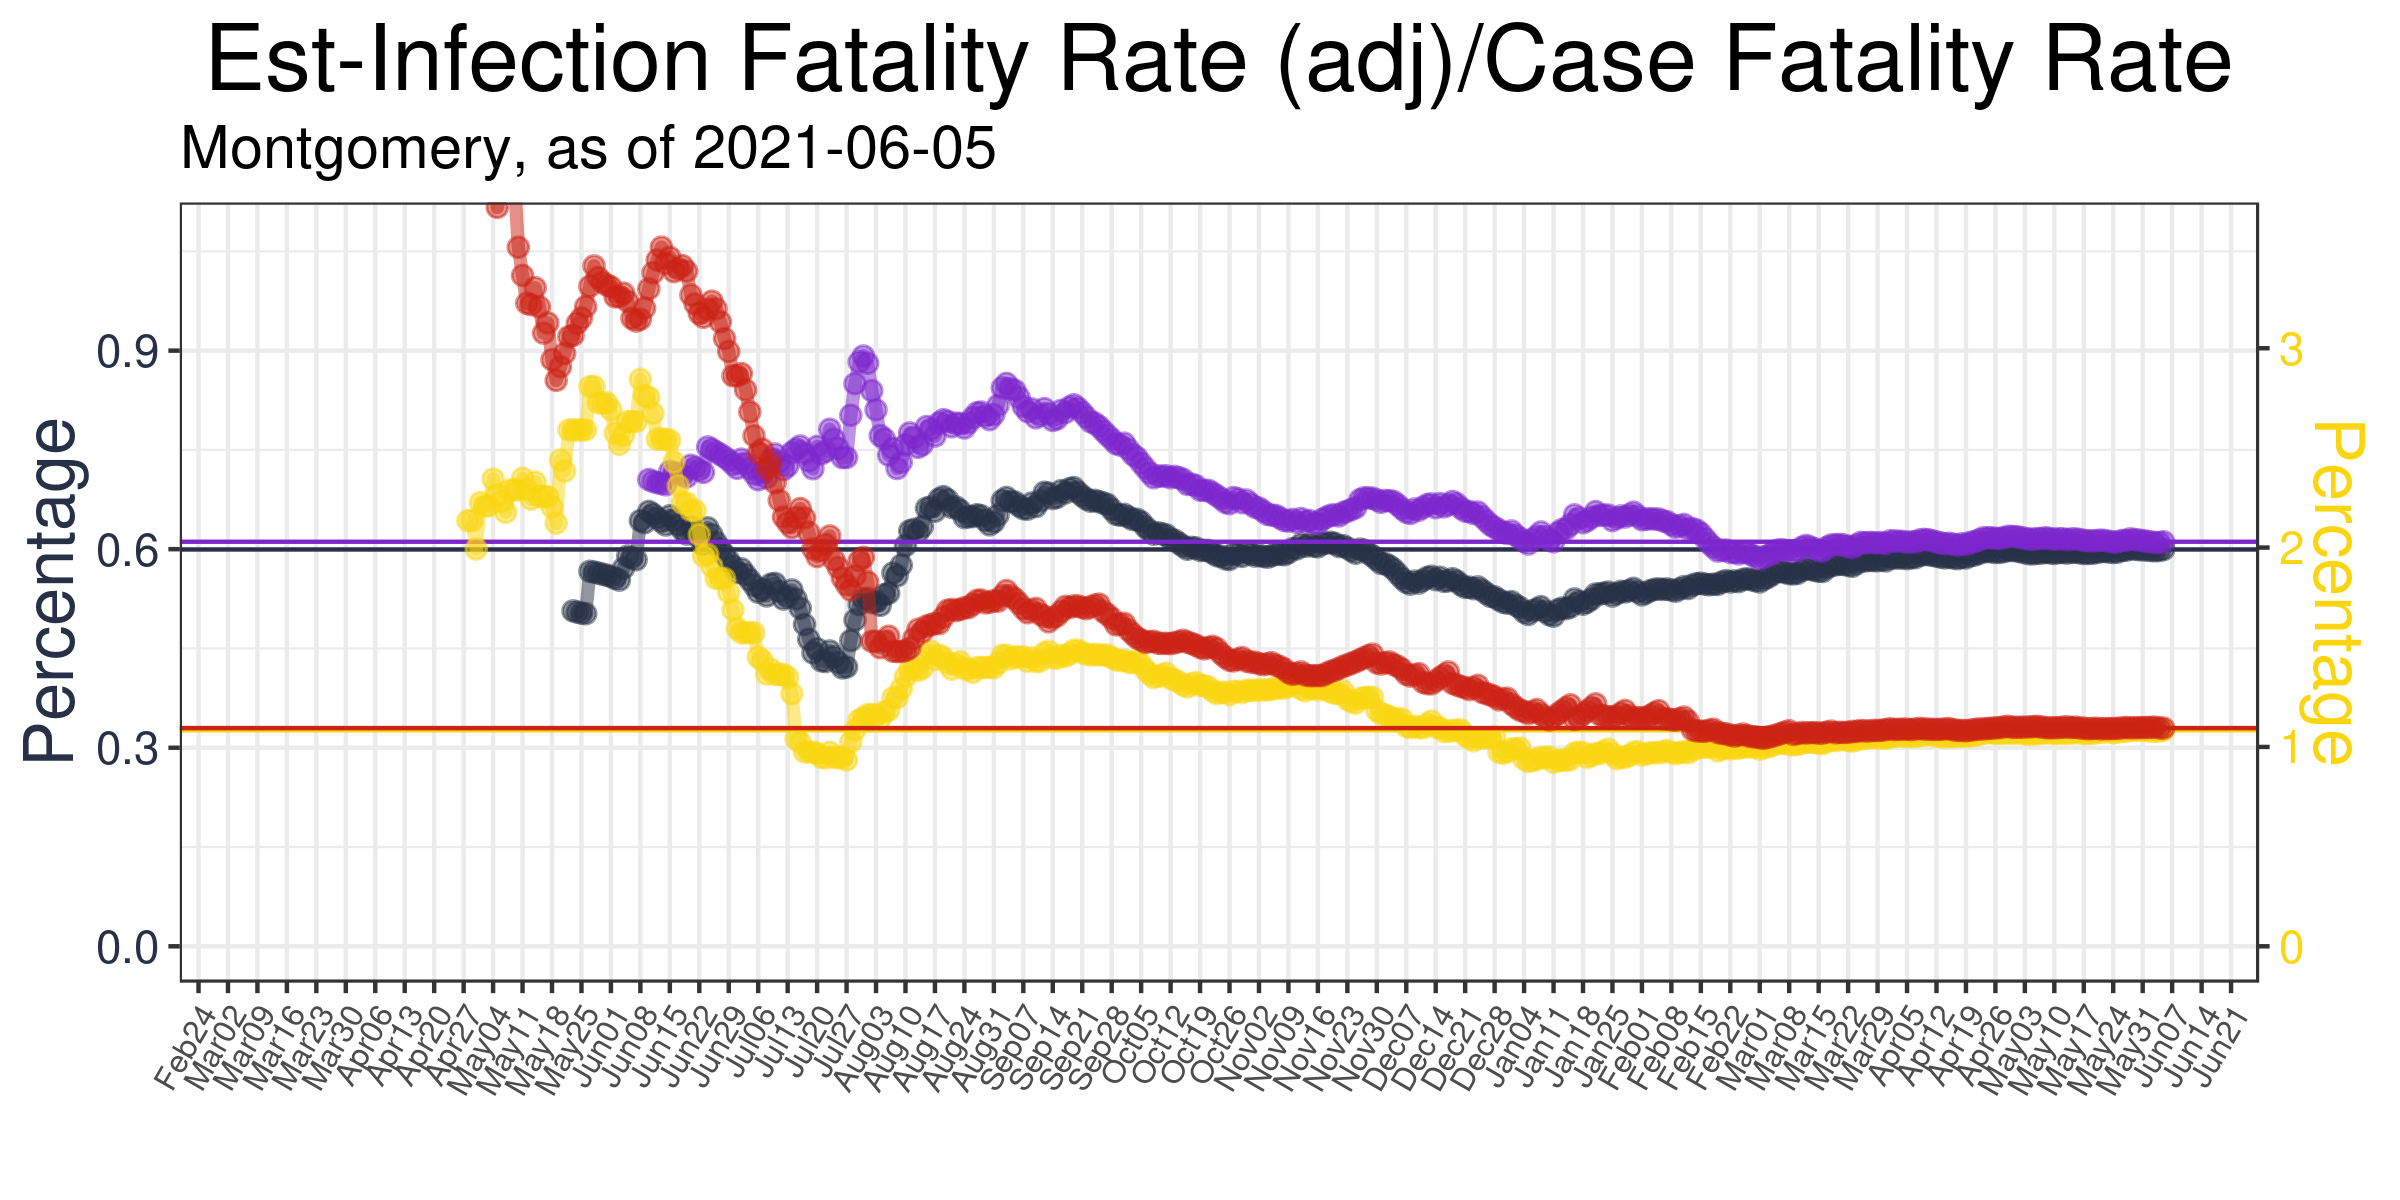 Est-Infection Fatality Rate (adj)/Case Fatality Rate
Montgomery, as of 2021-06-05
Percentage
0.9
0.6
0.3
0.0
3
2
1
0
Percentage
Feb24
Mar02
Mar09
Mar16
Mar23
Mar30
Apr06
Apr13
Apr20
Apr27
May04
May11
May18
May25
Jun01
Jun08
Jun15
Jun22
Jun29
Jul06
Jul13
Jul20
Jul27
Aug03
Aug10
Aug17
Aug24
Aug31
Sep07
Sep14
Sep21
Sep28
Oct05
Oct12
Oct19
Oct26
Nov02
Nov09
Nov16
Nov23
Nov30
Dec07
Dec14
Dec21
Dec28
Jan04
Jan11
Jan18
Jan25
Feb01
Feb08
Feb15
Feb22
Mar01
Mar08
Mar15
Mar22
Mar29
Apr05
Apr12
Apr19
Apr26
May03
May10
May17
May24
May31
Jun07
Jun14
Jun21